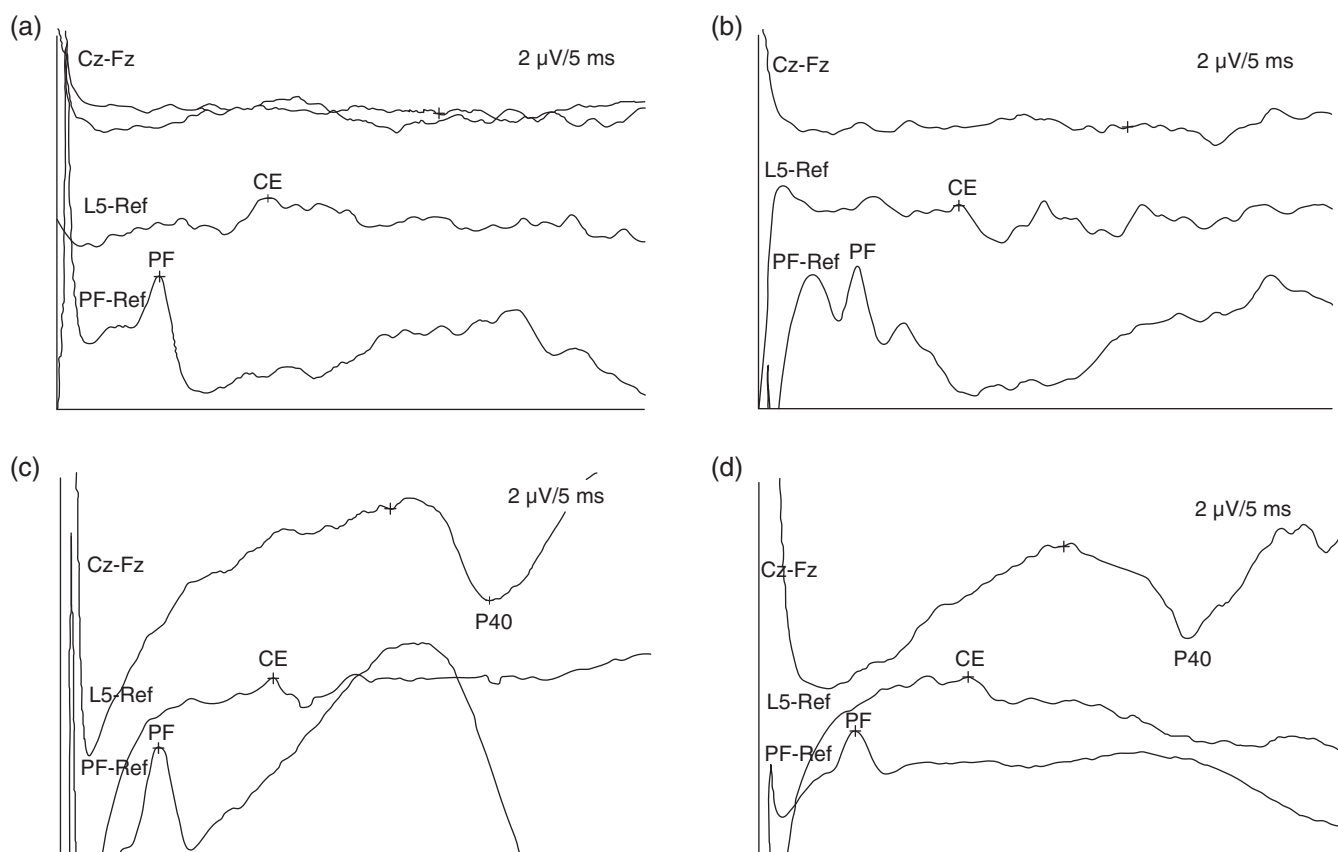 (a)
Cz-Fz
2 µV/5 ms
CE
L5-Ref
PF
PF-Ref
(b)
Cz-Fz
2 µV/5 ms
L5-Ref
CE
PF-Ref
PF
(c)
2 µV/5 ms
Cz-Fz
P40
CE
L5-Ref
PF
PF-Ref
(d)
2 µV/5 ms
Cz-Fz
P40
CE
L5-Ref
PF
PF-Ref